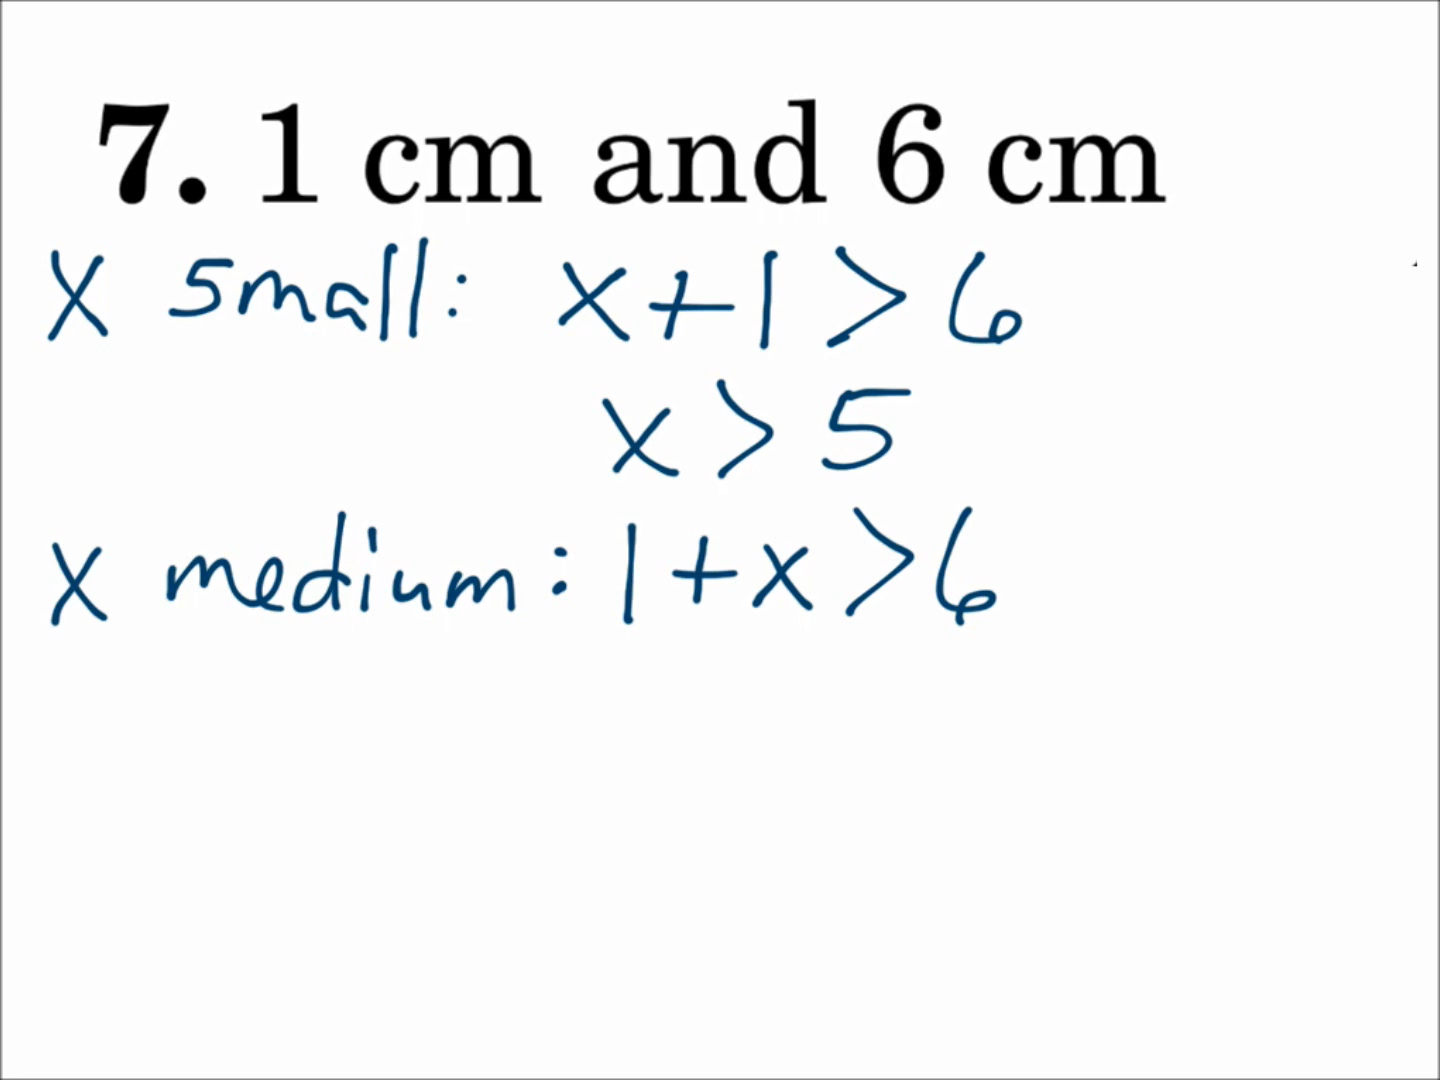 7. 1 cm and 6 cm
x small: x+1>6
x>5
x medium: 1+x>6